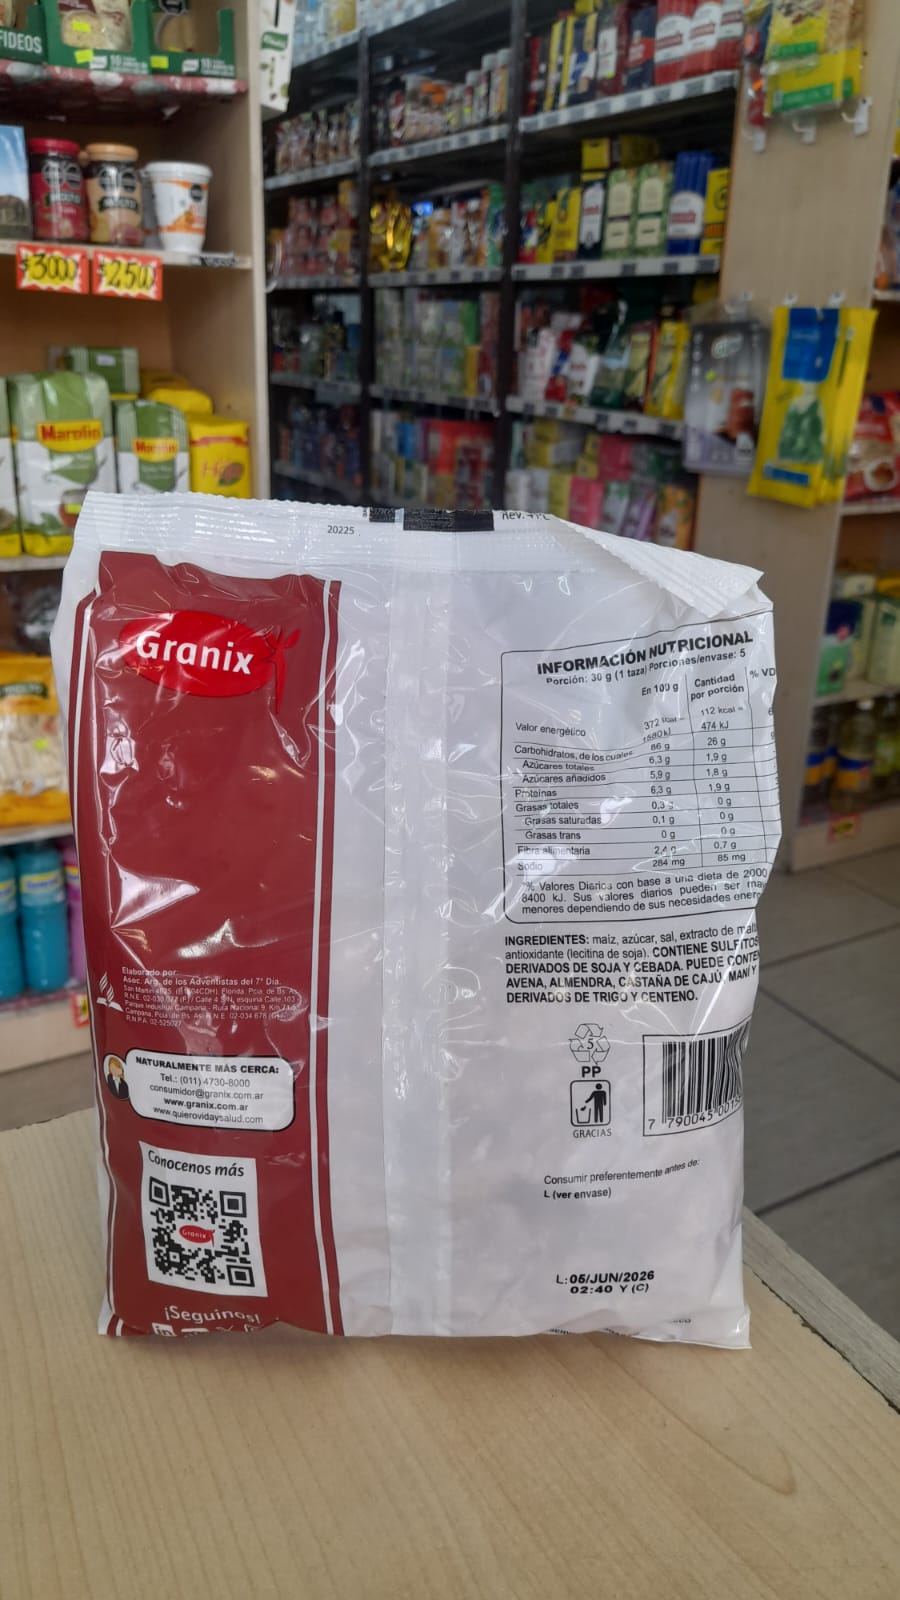 FIDEOS
$3000
$2,500
Marolio
20225
Granix
INFORMACIÓN NUTRICIONAL
Porción: 30 g (1 taza) Porciones/envase: 5
En 100 g
Cantidad
por porción
% VD
Valor energético
372 kcal =
1580kJ
112 kcal =
474 kJ
Carbohidratos, de los cuales
66 g
26 g
Azúcares totales
6,3 g
1,9 g
Azúcares añadidos
5,9 g
1,8 g
Proteínas
6,3 g
1,9 g
Grasas totales
0,3 g
0 g
Grasas saturadas
0,1 g
0 g
Grasas trans
0 g
0 g
Fibra alimentaria
2,4 g
0,7 g
Sodio
284 mg
85 mg
% Valores Diarios con base a una dieta de 2000
8400 kJ. Sus valores diarios pueden ser
menores dependiendo de sus necesidades
INGREDIENTES: maíz, azúcar, sal, extracto de
antioxidante (lecitina de soja). CONTIENE SULFITOS
DERIVADOS DE SOJA Y CEBADA. PUEDE
AVENA, ALMENDRA, CASTAÑA DE CAJÚ, MANÍ Y
DERIVADOS DE TRIGO Y CENTENO.
5
PP
GRACIAS
7 790045
Consumir preferentemente antes de:
L (ver envase)
L:05/JUN/2026
02:40 Y (C)
Elaborado por:
Asoc. Arg. de los Adventistas del 7° Día.
NATURALMENTE MÁS CERCA:
Tel.: (011) 4730-8000
consumidor@granix.com.ar
www.granix.com.ar
www.quierovidaysalud.com
Conocenos más
Granix
¡Seguinos!